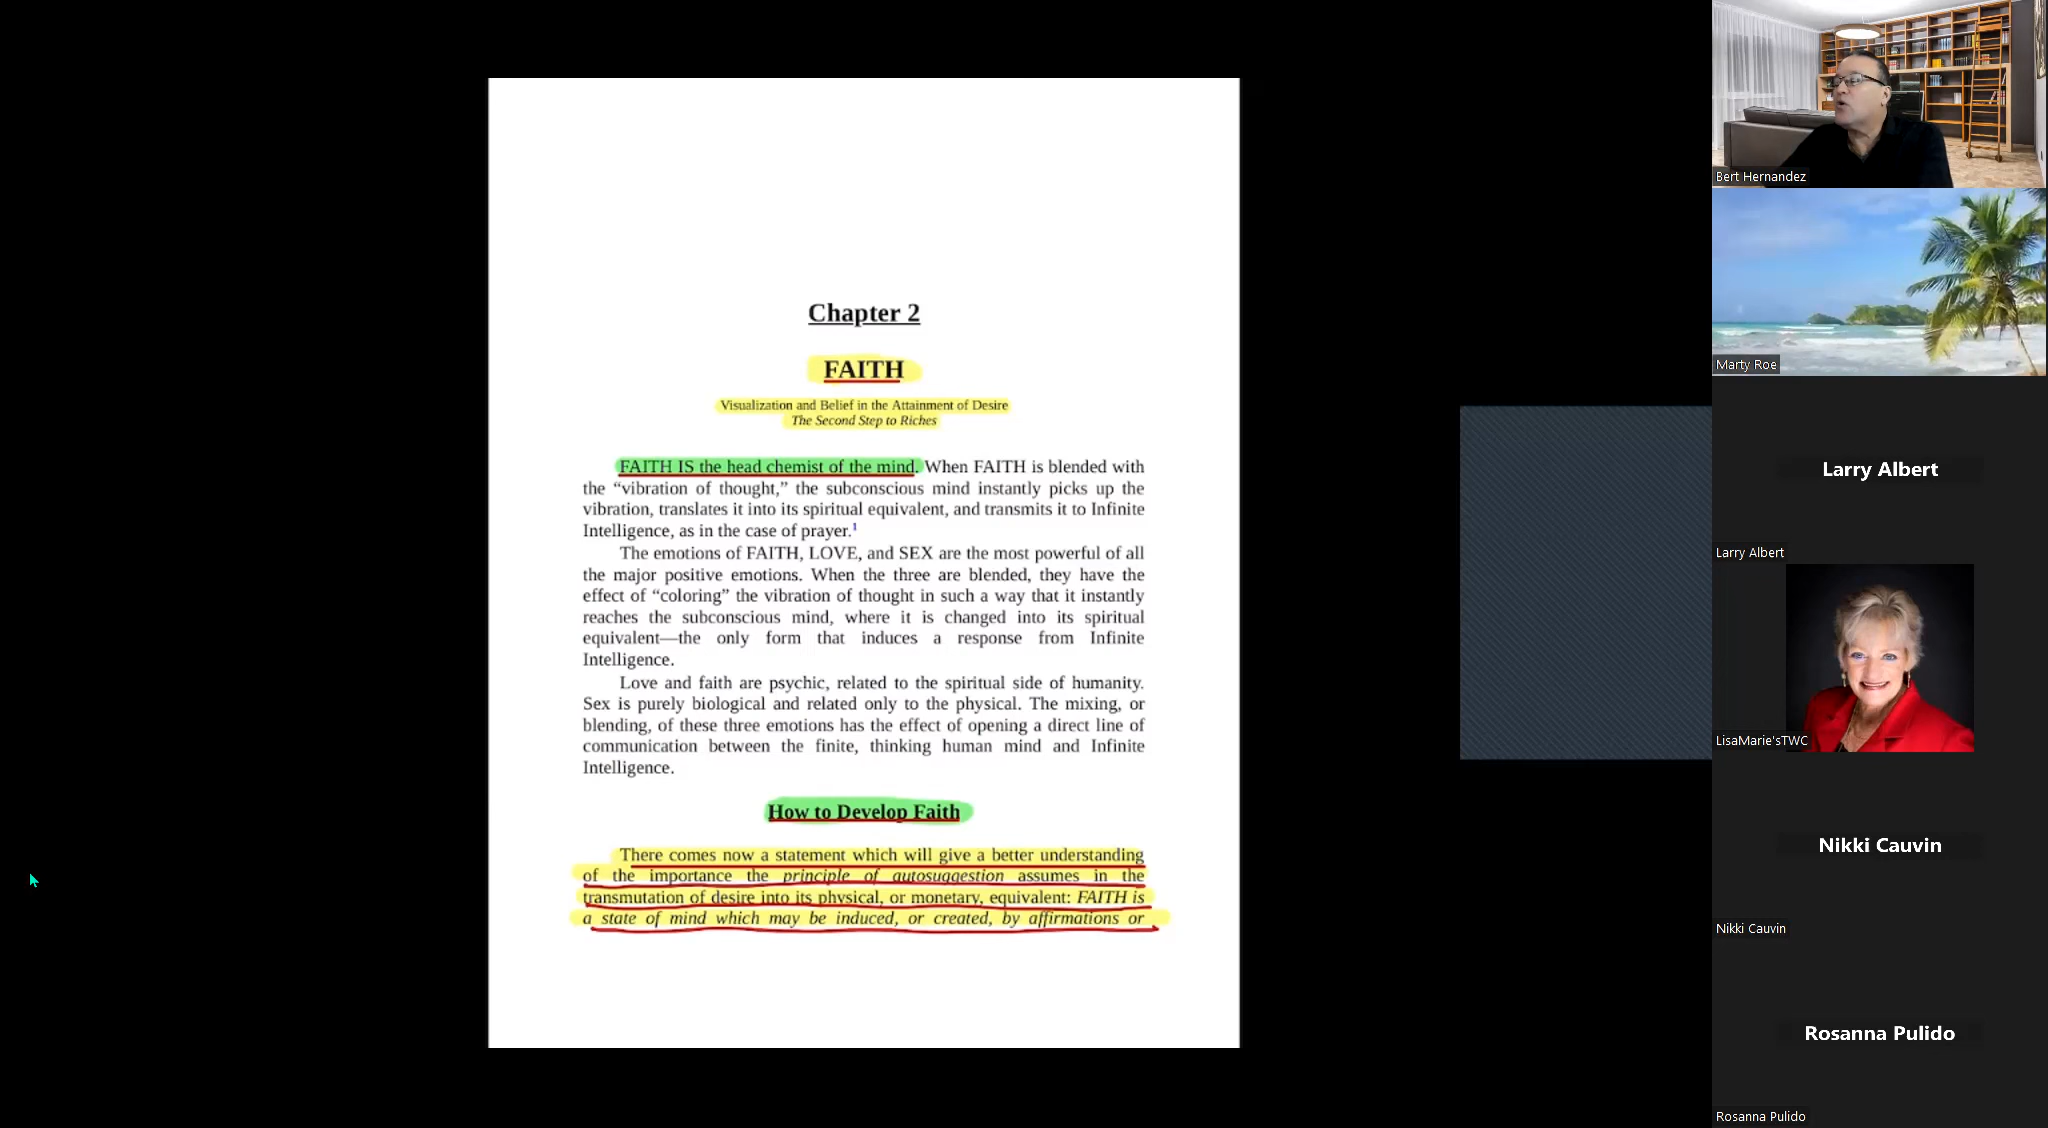 Chapter 2
FAITH
Visualization and Belief in the Attainment of Desire
The Second Step to Riches
FAITH IS the head chemist of the mind. When FAITH is blended with
the “vibration of thought,” the subconscious mind instantly picks up the
vibration, translates it into its spiritual equivalent, and transmits it to Infinite
Intelligence, as in the case of prayer.1
The emotions of FAITH, LOVE, and SEX are the most powerful of all
the major positive emotions. When the three are blended, they have the
effect of “coloring” the vibration of thought in such a way that it instantly
reaches the subconscious mind, where it is changed into its spiritual
equivalent—the only form that induces a response from Infinite
Intelligence.
Love and faith are psychic, related to the spiritual side of humanity.
Sex is purely biological and related only to the physical. The mixing, or
blending, of these three emotions has the effect of opening a direct line of
communication between the finite, thinking human mind and Infinite
Intelligence.
How to Develop Faith
There comes now a statement which will give a better understanding
of the importance the principle of autosuggestion assumes in the
transmutation of desire into its physical, or monetary, equivalent: FAITH is
a state of mind which may be induced, or created, by affirmations or
Bert Hernandez
Marty Roe
Larry Albert
Larry Albert
LisaMarie'sTWC
Nikki Cauvin
Nikki Cauvin
Rosanna Pulido
Rosanna Pulido